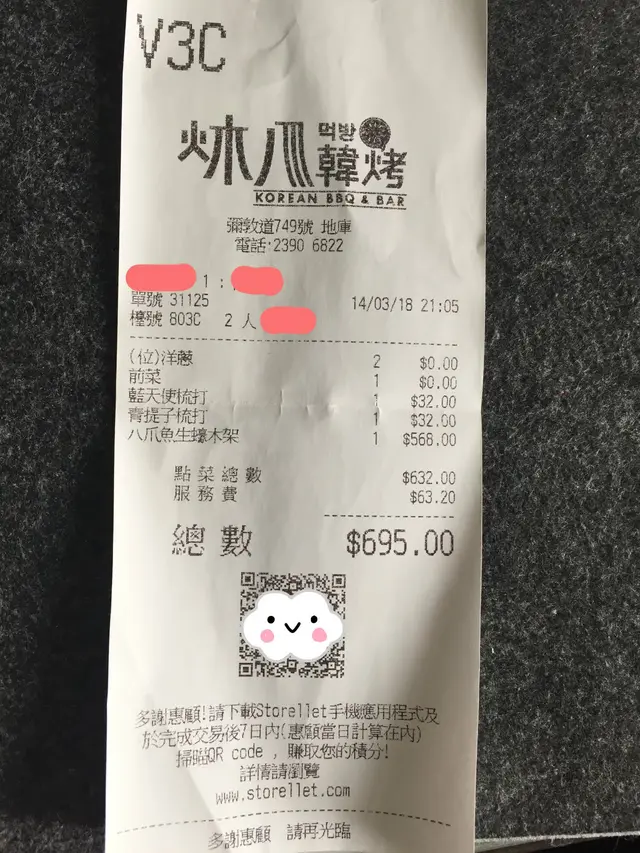 V3C
炑八爪
먹방
韓烤
KOREAN BBQ & BAR
彌敦道749號 地庫
電話:2390 6822
1 :
單號 31125 14/03/18 21:05
檯號 803C 2 人
(位)洋蔥 2 $0.00
前菜 1 $0.00
藍天使梳打 1 $32.00
青提子梳打 1 $32.00
八爪魚生蠔木架 1 $568.00
點菜總數 $632.00
服務費 $63.20
總數 $695.00
多謝惠顧!請下載Storellet手機應用程式及
於完成交易後7日內(惠顧當日計算在內)
掃瞄QR code , 賺取您的積分!
詳情請瀏覽
www.storellet.com
多謝惠顧 請再光臨